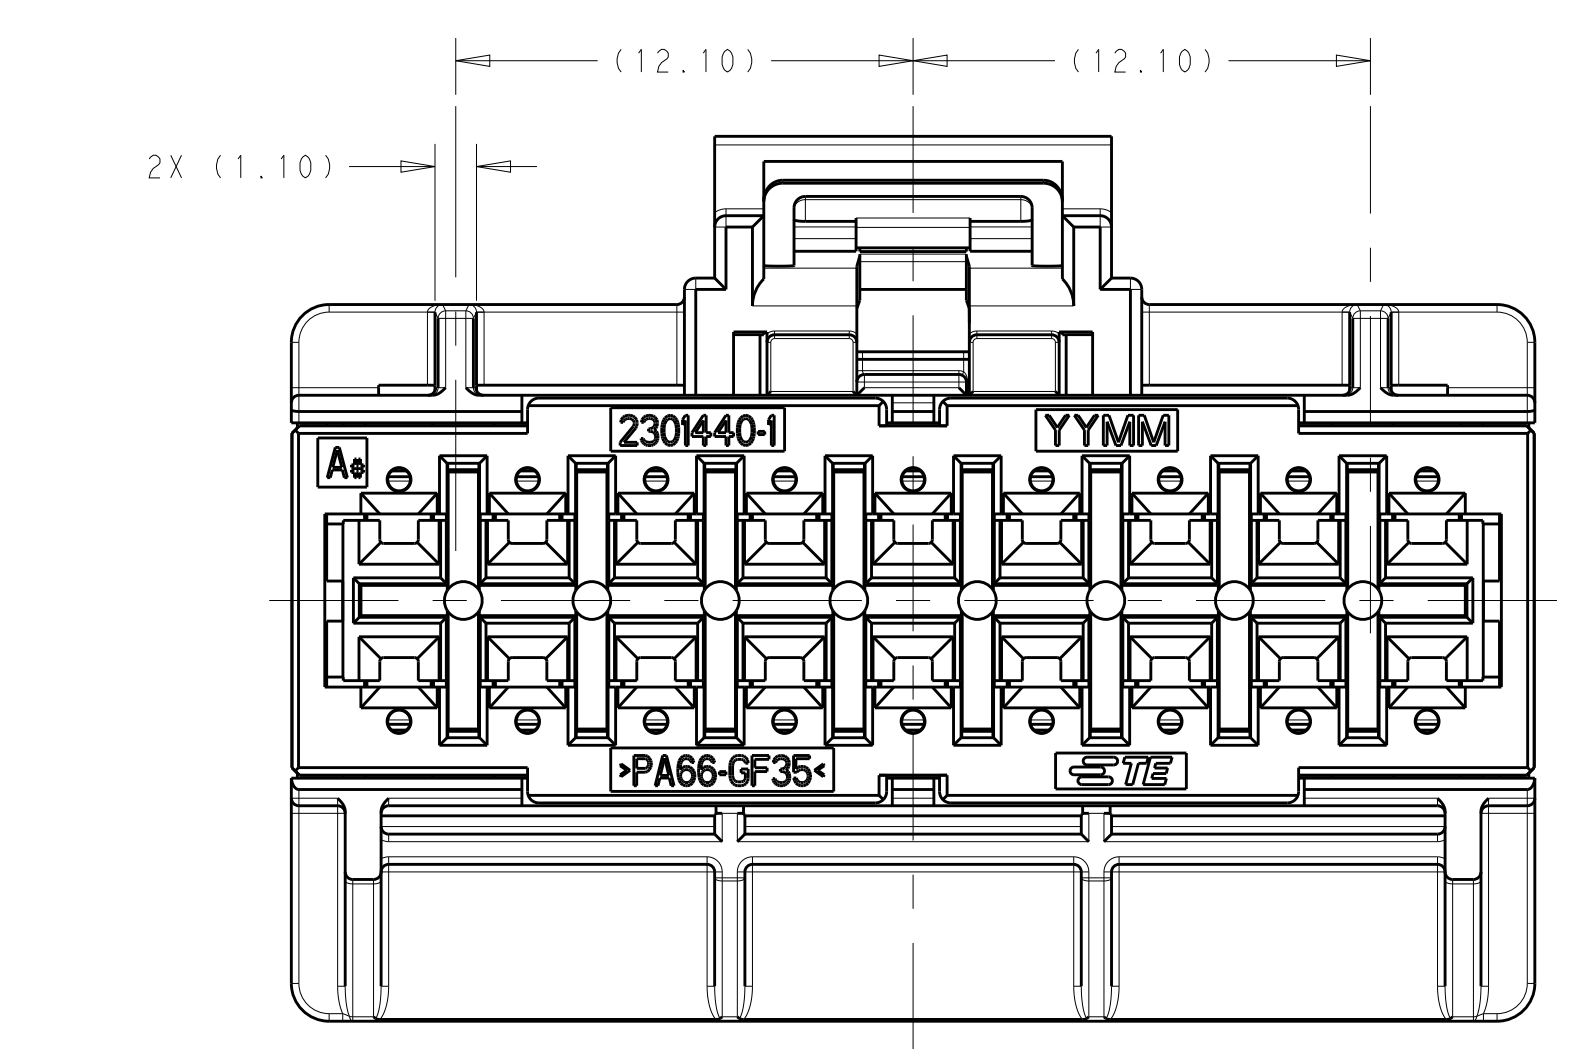 (12.10) (12.10)
2X (1.10)
2301440-1 YYMM
A#
>PA66-GF35< TE